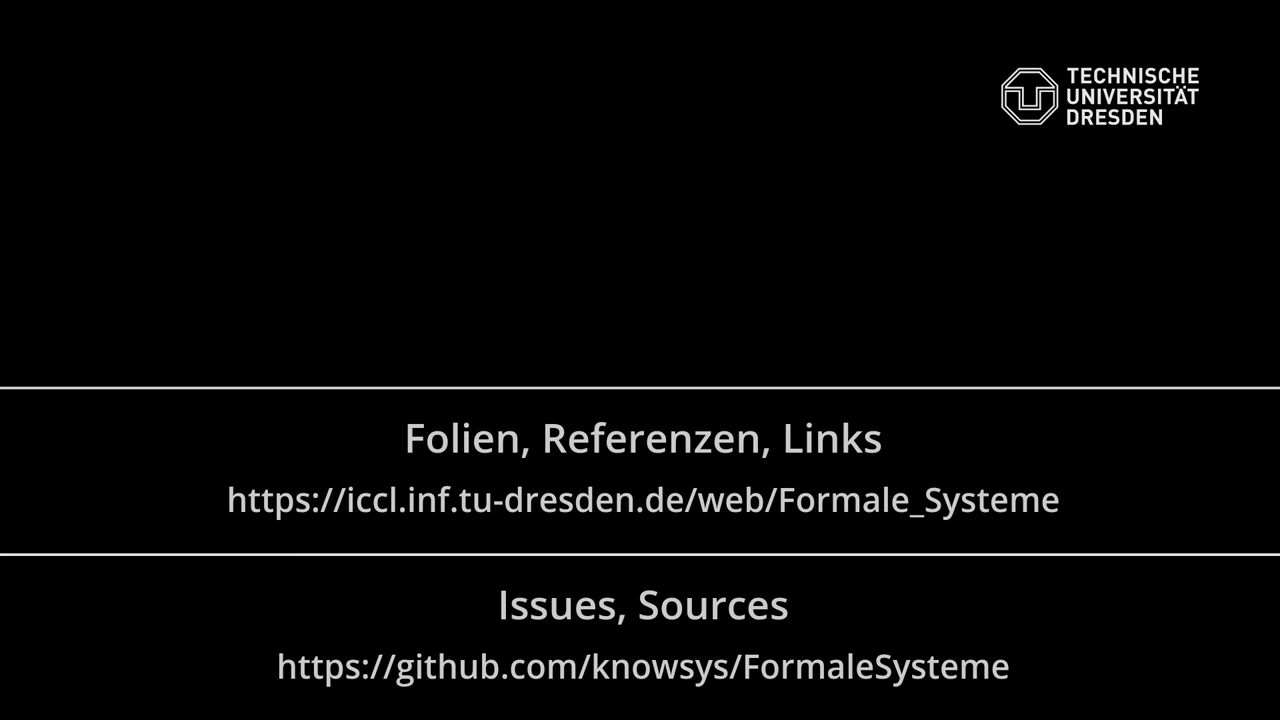 TECHNISCHE
UNIVERSITÄT
DRESDEN
Folien, Referenzen, Links
https://iccl.inf.tu-dresden.de/web/Formale_Systeme
Issues, Sources
https://github.com/knowsys/FormaleSysteme